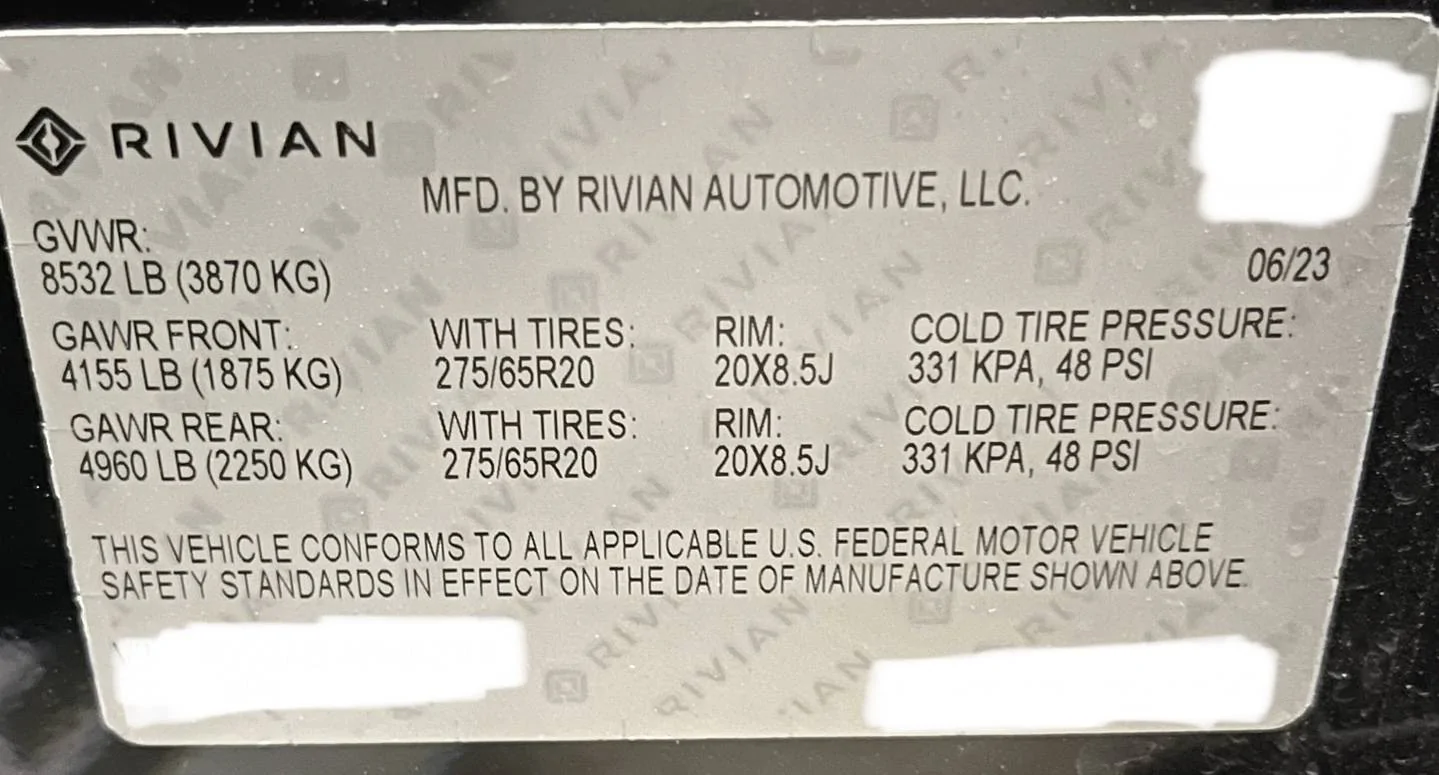 RIVIAN
MFD. BY RIVIAN AUTOMOTIVE, LLC.
GVWR:
8532 LB (3870 KG)
06/23
GAWR FRONT: WITH TIRES: RIM: COLD TIRE PRESSURE:
4155 LB (1875 KG) 275/65R20 20X8.5J 331 KPA, 48 PSI
GAWR REAR: WITH TIRES: RIM: COLD TIRE PRESSURE:
4960 LB (2250 KG) 275/65R20 20X8.5J 331 KPA, 48 PSI
THIS VEHICLE CONFORMS TO ALL APPLICABLE U.S. FEDERAL MOTOR VEHICLE
SAFETY STANDARDS IN EFFECT ON THE DATE OF MANUFACTURE SHOWN ABOVE.